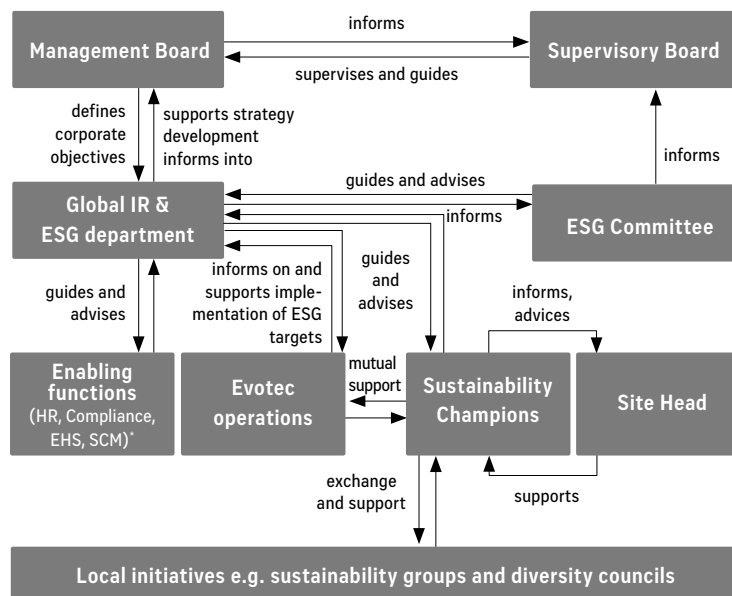 informs
Management Board
Supervisory Board
supervises and guides
defines
corporate
objectives
supports strategy
development
informs into
informs
guides and advises
Global IR &
ESG department
informs
ESG Committee
guides and
advises
informs on and
supports imple-
mentation of ESG
targets
guides
and
advises
informs,
advices
Enabling
functions
(HR, Compliance,
EHS, SCM)*
Evotec
operations
mutual
support
Sustainability
Champions
Site Head
exchange
and support
supports
Local initiatives e.g. sustainability groups and diversity councils